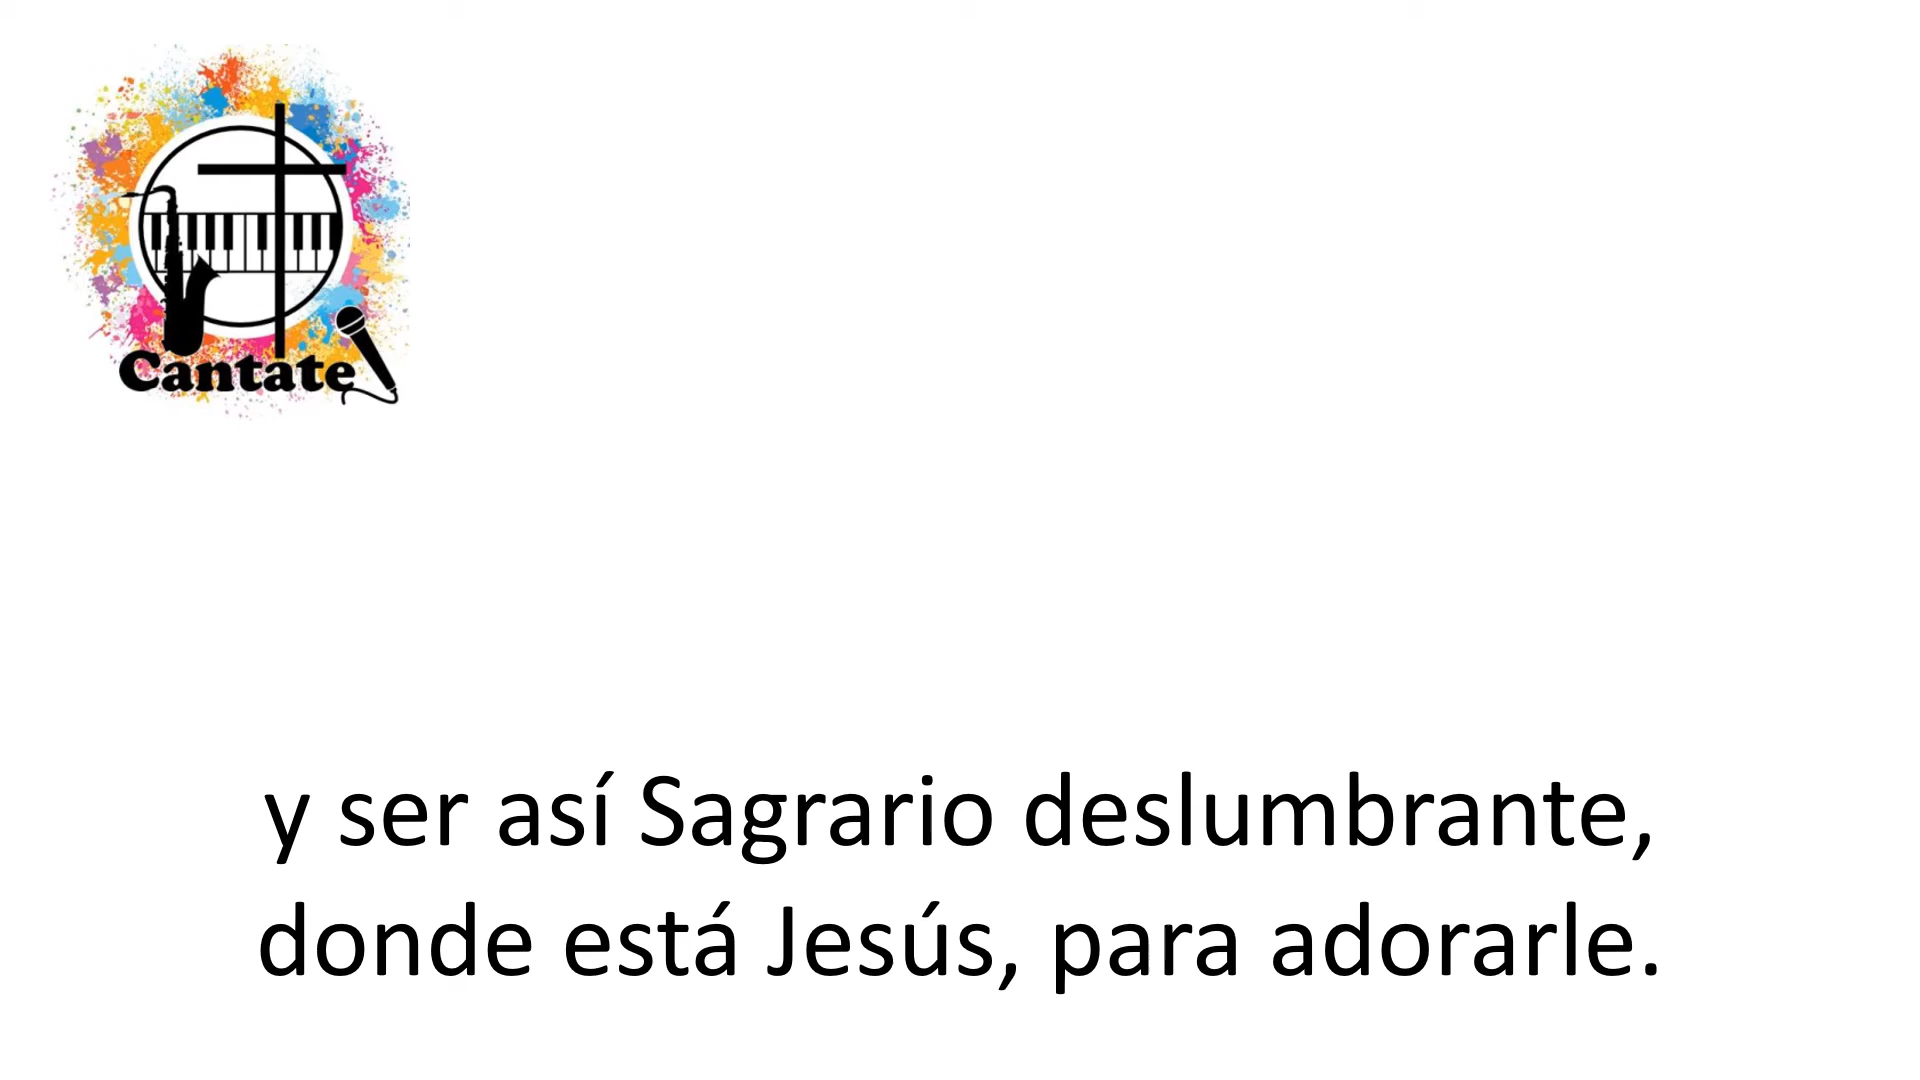 Cantate
y ser así Sagrario deslumbrante,
donde está Jesús, para adorarle.